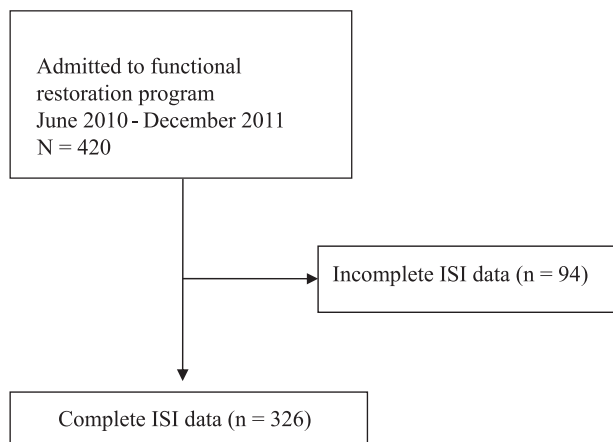 Admitted to functional
restoration program
June 2010 - December 2011
N = 420
Incomplete ISI data (n = 94)
Complete ISI data (n = 326)